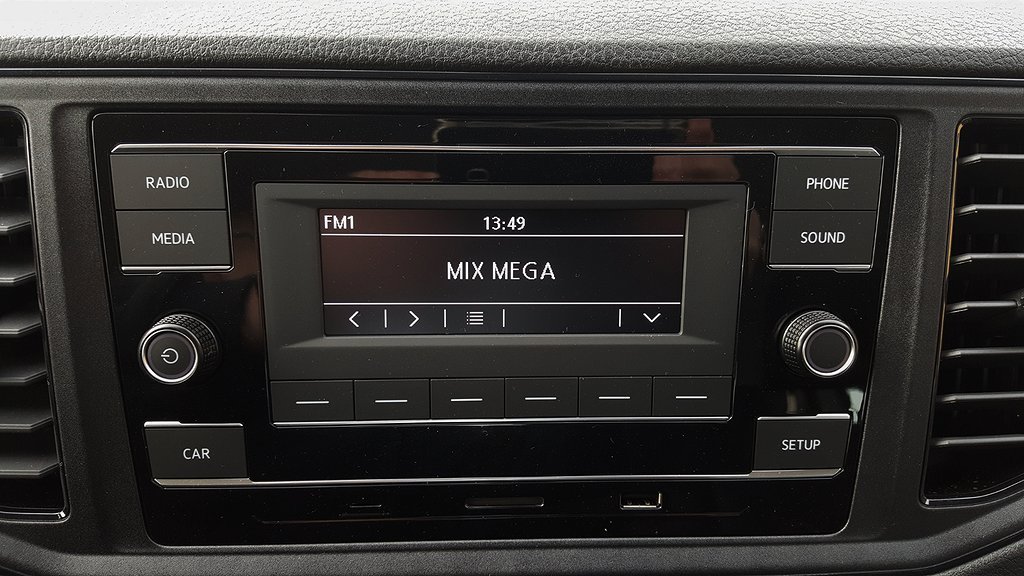 RADIO
MEDIA
FM1 13:49
MIX MEGA
PHONE
SOUND
CAR
SETUP